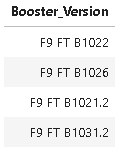 Booster_Version
F9 FT B1022
F9 FT B1026
F9 FT B1021.2
F9 FT B1031.2